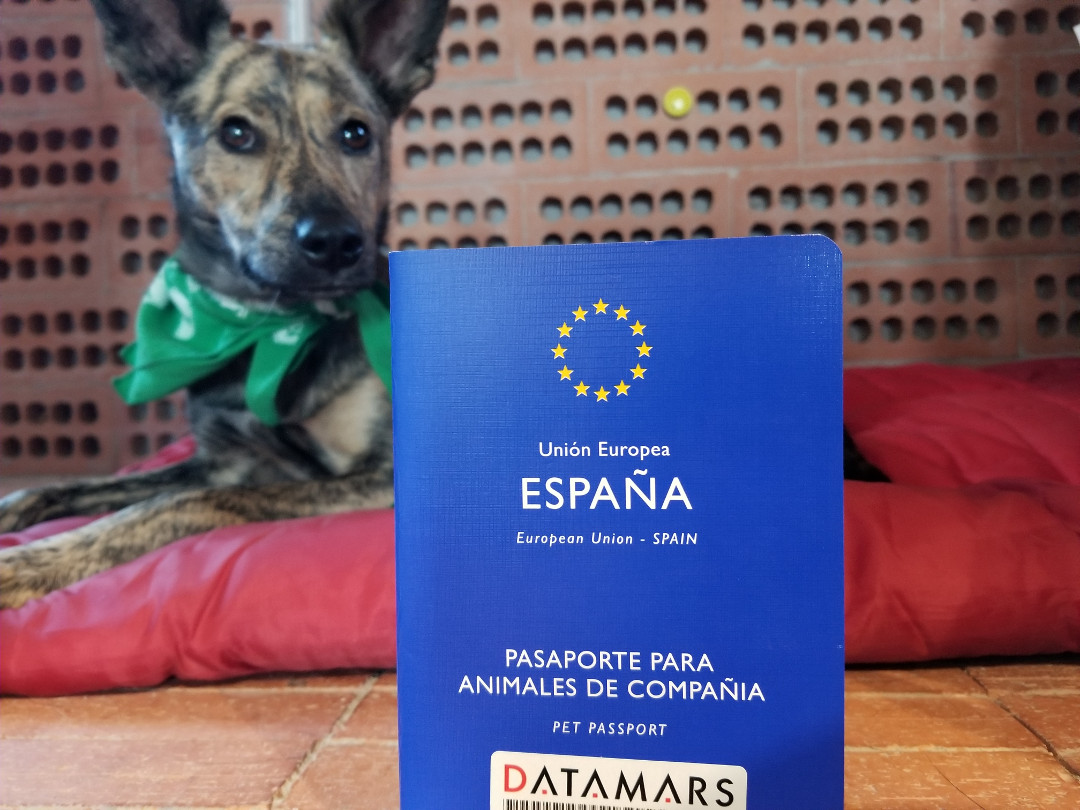 Unión Europea
ESPAÑA
European Union - SPAIN
PASAPORTE PARA
ANIMALES DE COMPAÑIA
PET PASSPORT
DATAMARS